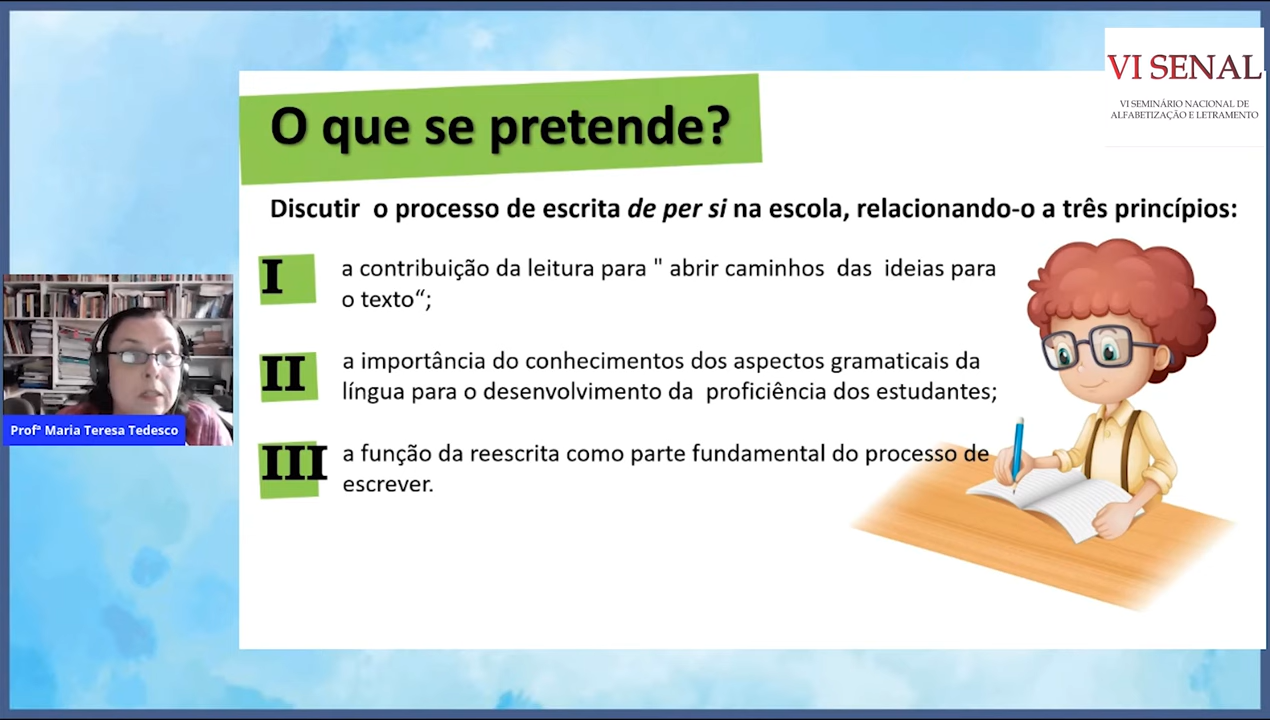 VI SENAL
VI SEMINÁRIO NACIONAL DE
ALFABETIZAÇÃO E LETRAMENTO
O que se pretende?
Discutir o processo de escrita de per si na escola, relacionando-o a três princípios:
I
a contribuição da leitura para " abrir caminhos das ideias para
o texto“;
II
a importância do conhecimentos dos aspectos gramaticais da
língua para o desenvolvimento da proficiência dos estudantes;
III
a função da reescrita como parte fundamental do processo de
escrever.
Profª Maria Teresa Tedesco